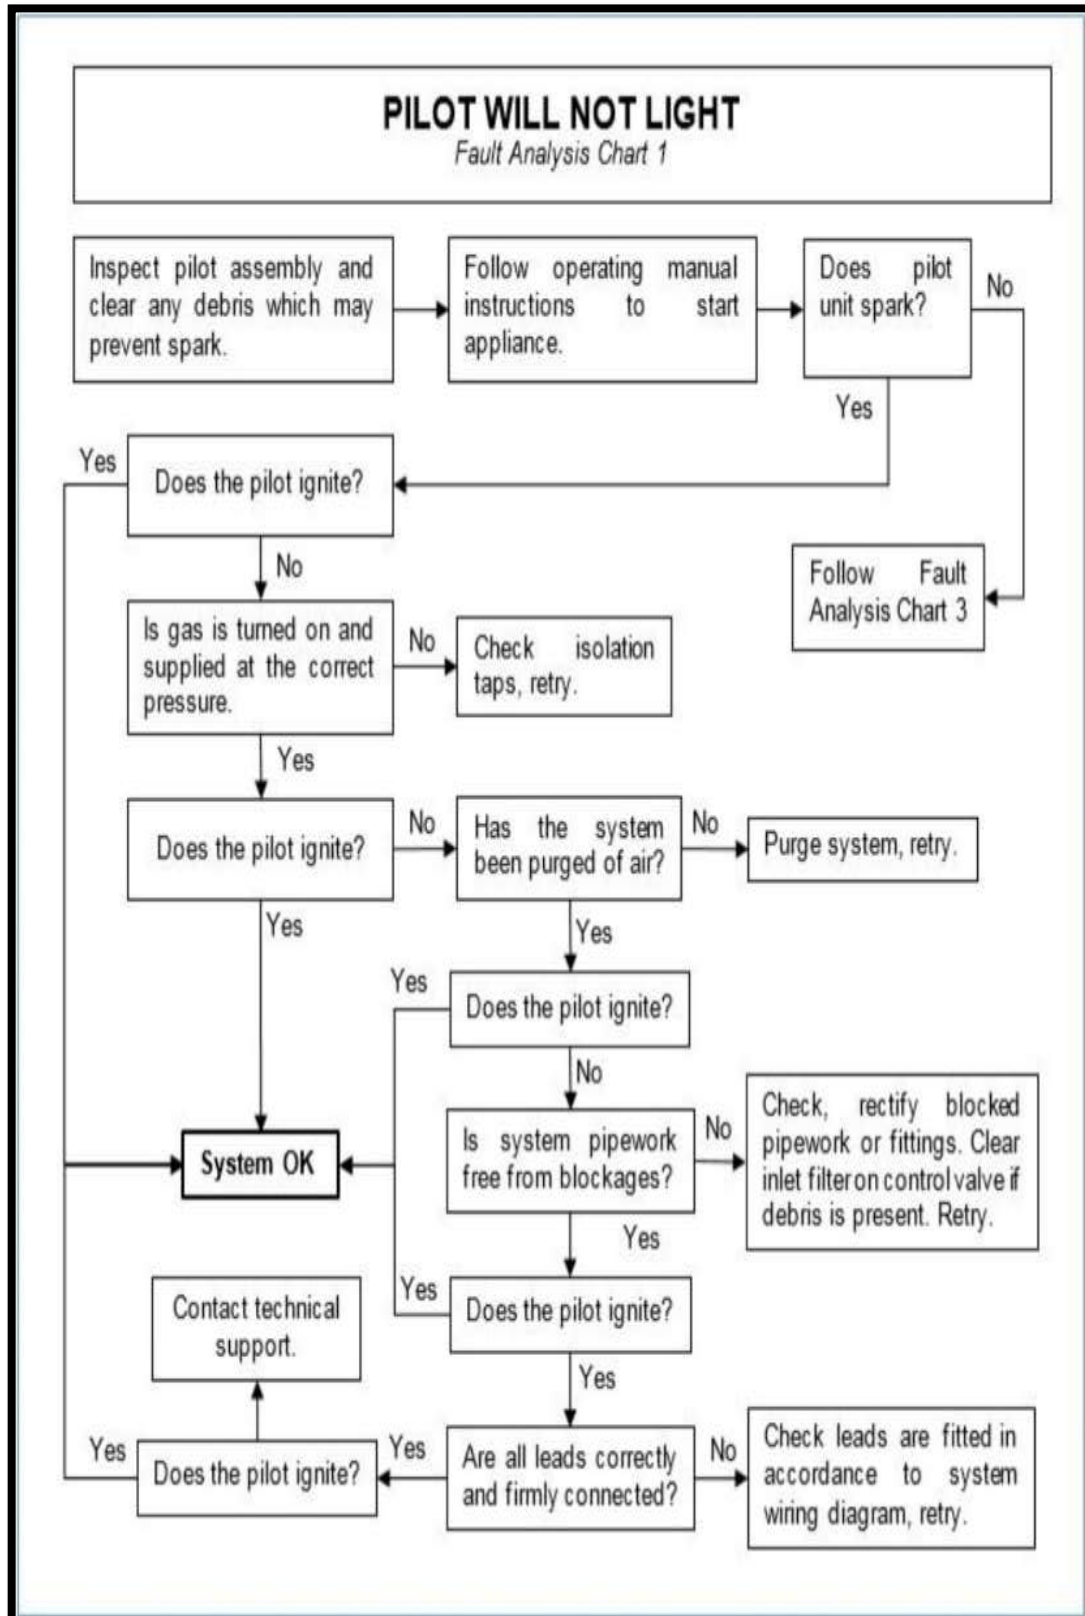 PILOT WILL NOT LIGHT
Fault Analysis Chart 1
Inspect pilot assembly and
clear any debris which may
prevent spark.
Follow operating manual
instructions to start
appliance.
Does pilot
unit spark?
No
Yes
Yes
Does the pilot ignite?
No
Follow Fault
Analysis Chart 3
Is gas is turned on and
supplied at the correct
pressure.
No
Check isolation
taps, retry.
Yes
Does the pilot ignite?
No
Has the system
been purged of air?
No
Purge system, retry.
Yes
Yes
Yes
Does the pilot ignite?
No
System OK
Is system pipework
free from blockages?
No
Check, rectify blocked
pipework or fittings. Clear
inlet filter on control valve if
debris is present. Retry.
Yes
Yes
Does the pilot ignite?
Contact technical
support.
Yes
Yes
Does the pilot ignite?
Yes
Are all leads correctly
and firmly connected?
No
Check leads are fitted in
accordance to system
wiring diagram, retry.